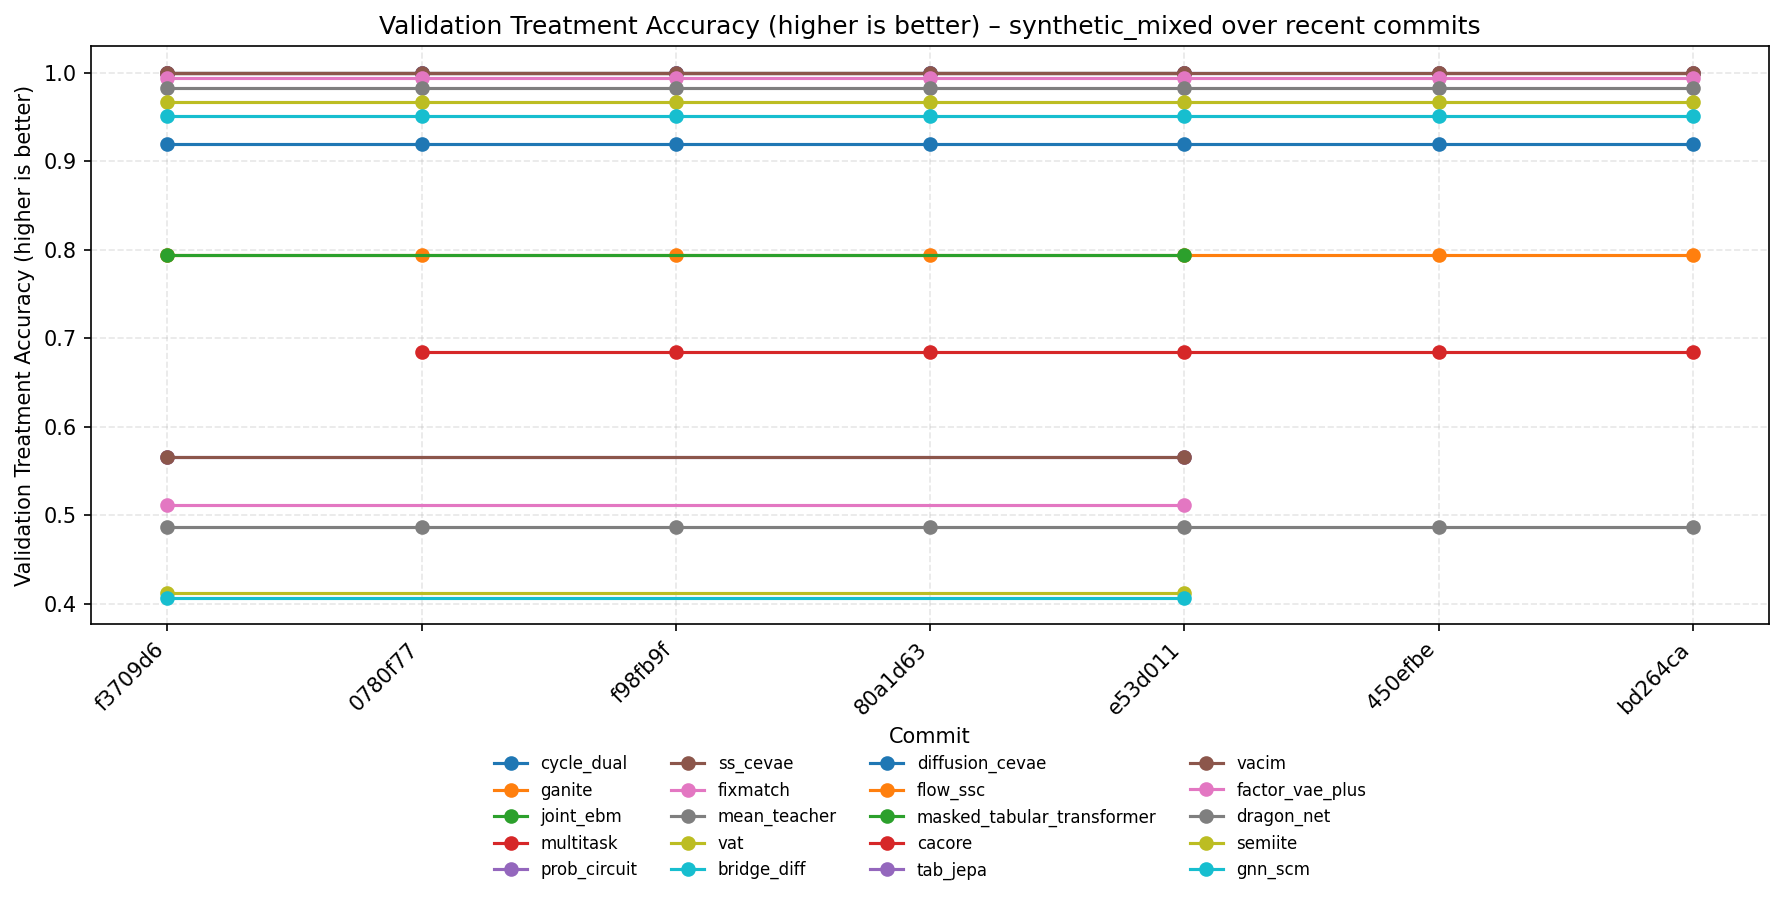 Validation Treatment Accuracy (higher is better) – synthetic_mixed over recent commits
Validation Treatment Accuracy (higher is better)
1.0
0.9
0.8
0.7
0.6
0.5
0.4
f3709d6
0780f77
f98fb9f
80a1d63
e53d011
450efbe
bd264ca
Commit
cycle_dual
ganite
joint_ebm
multitask
prob_circuit
ss_cevae
fixmatch
mean_teacher
vat
bridge_diff
diffusion_cevae
flow_ssc
masked_tabular_transformer
cacore
tab_jepa
vacim
factor_vae_plus
dragon_net
semiite
gnn_scm